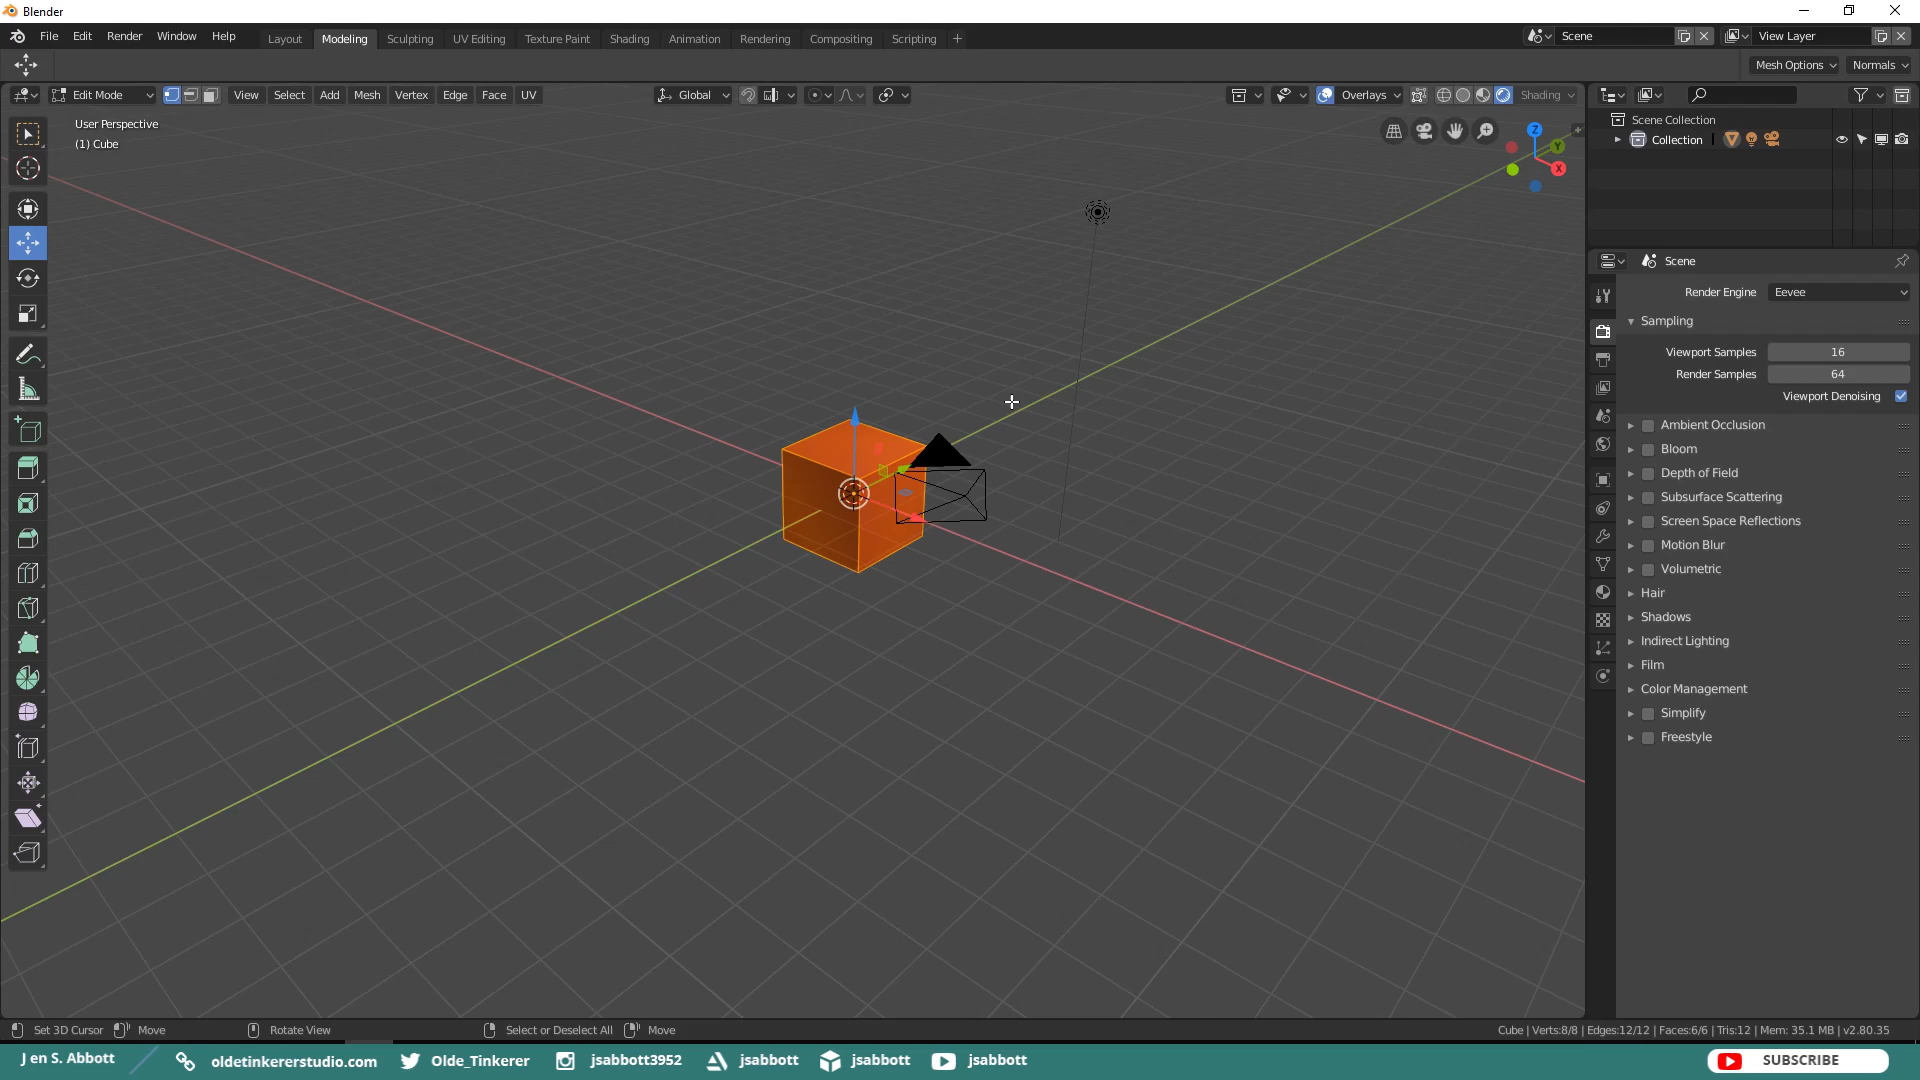 Blender
File Edit Render Window Help Layout Modeling Sculpting UV Editing Texture Paint Shading Animation Rendering Compositing Scripting + Scene View Layer
Mesh Options Normals
Edit Mode View Select Add Mesh Vertex Edge Face UV Global Overlays Shading
User Perspective
(1) Cube
Z
Y
X
Scene Collection
Collection
Scene
Render Engine Eevee
Sampling
Viewport Samples 16
Render Samples 64
Viewport Denoising
Ambient Occlusion
Bloom
Depth of Field
Subsurface Scattering
Screen Space Reflections
Motion Blur
Volumetric
Hair
Shadows
Indirect Lighting
Film
Color Management
Simplify
Freestyle
Set 3D Cursor Move Rotate View Select or Deselect All Move Cube | Verts:8/8 | Edges:12/12 | Faces:6/6 | Tris:12 | Mem: 35.1 MB | v2.80.35
J en S. Abbott oldetinkererstudio.com Olde_Tinkerer jsabbott3952 jsabbott jsabbott jsabbott SUBSCRIBE